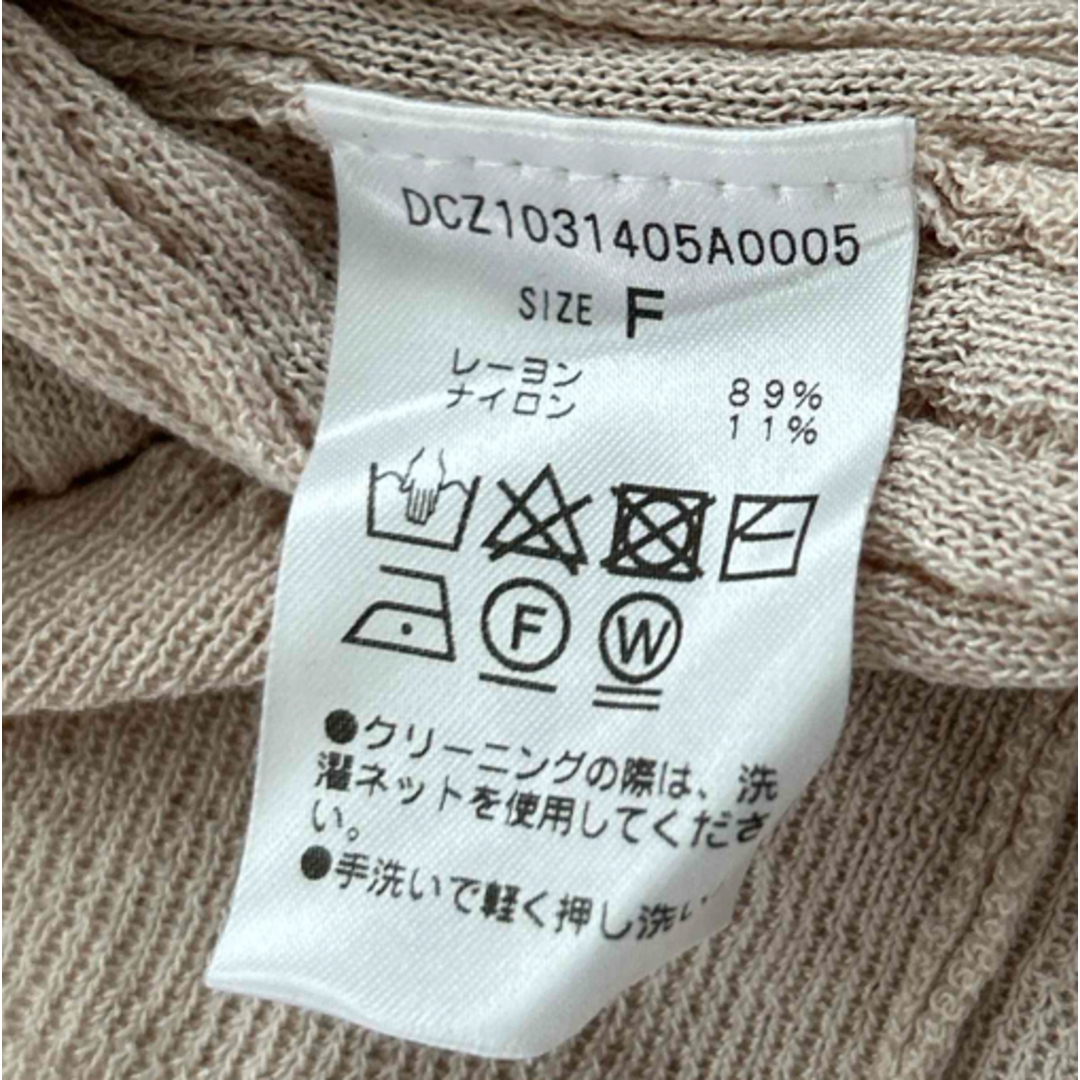 DCZ1031405A0005
SIZE F
レーヨン 89%
ナイロン 11%
F W
●クリーニングの際は、洗
濯ネットを使用してくださ
い。
●手洗いで軽く押し洗い